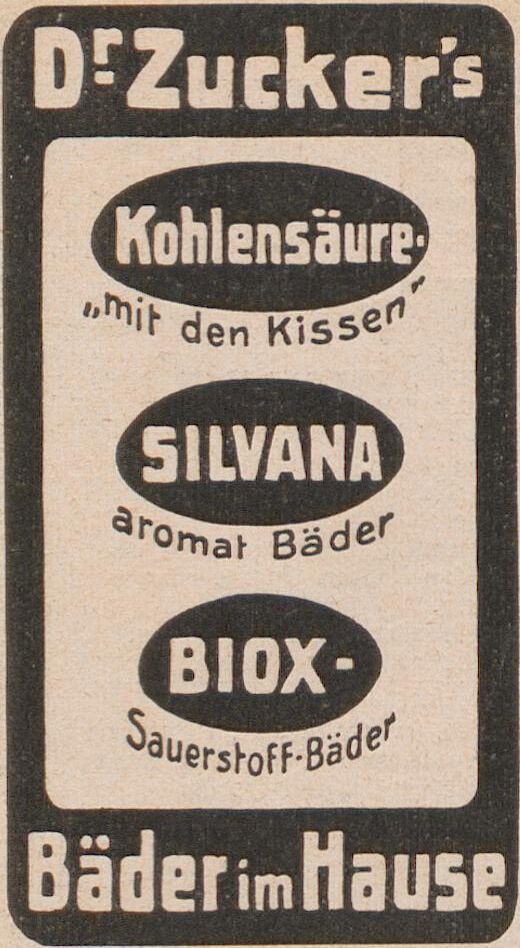 Dr. Zucker's
Kohlensäure-
„mit den Kissen"
SILVANA
aromat Bäder
BIOX-
Sauerstoff-Bäder
Bäder im Hause